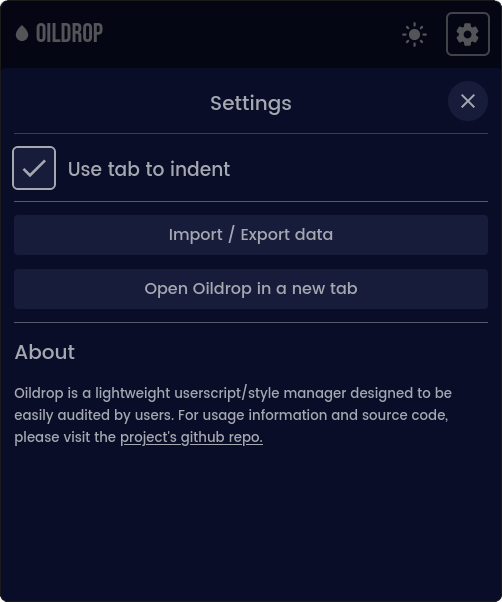 OILDROP
Settings
Use tab to indent
Import / Export data
Open Oildrop in a new tab
About
Oildrop is a lightweight userscript/style manager designed to be
easily audited by users. For usage information and source code,
please visit the project's github repo.